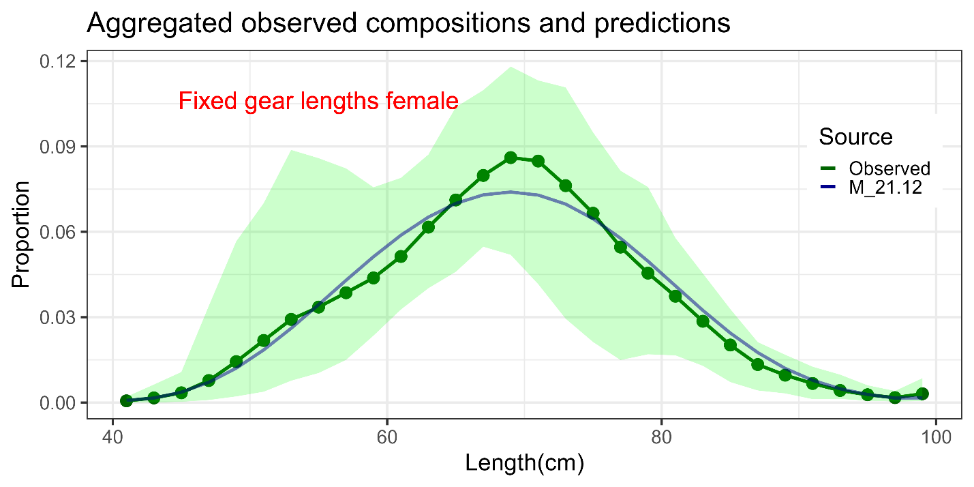 Aggregated observed compositions and predictions
Fixed gear lengths female
Source
Observed
M_21.12
Proportion
0.12
0.09
0.06
0.03
0.00
40 60 80 100
Length(cm)